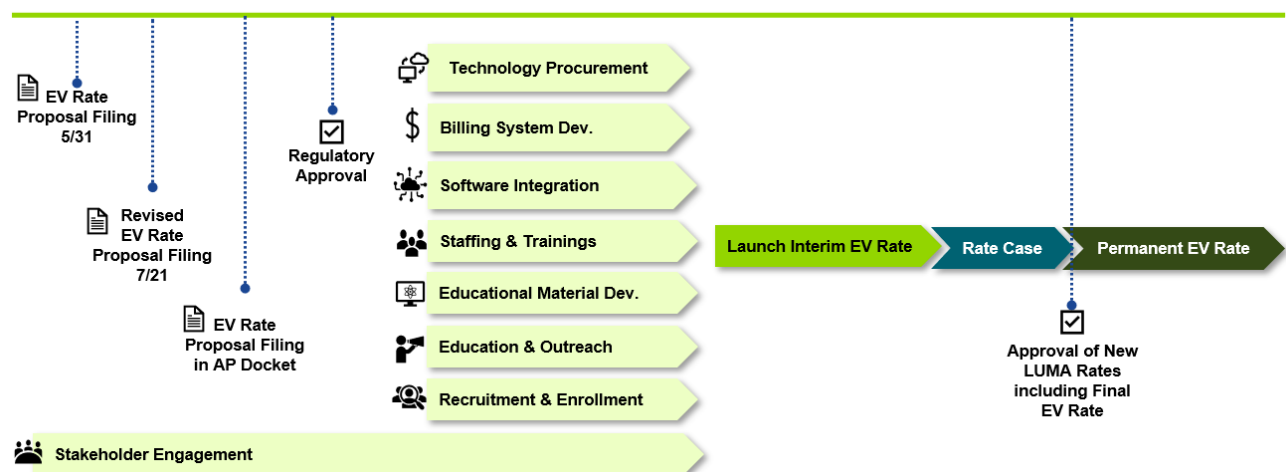 EV Rate
Proposal Filing
5/31
Revised
EV Rate
Proposal Filing
7/21
EV Rate
Proposal Filing
in AP Docket
Regulatory
Approval
Technology Procurement
$
Billing System Dev.
Software Integration
Staffing & Trainings
Educational Material Dev.
Education & Outreach
Recruitment & Enrollment
Stakeholder Engagement
Launch Interim EV Rate
Rate Case
Permanent EV Rate
Approval of New
LUMA Rates
including Final
EV Rate